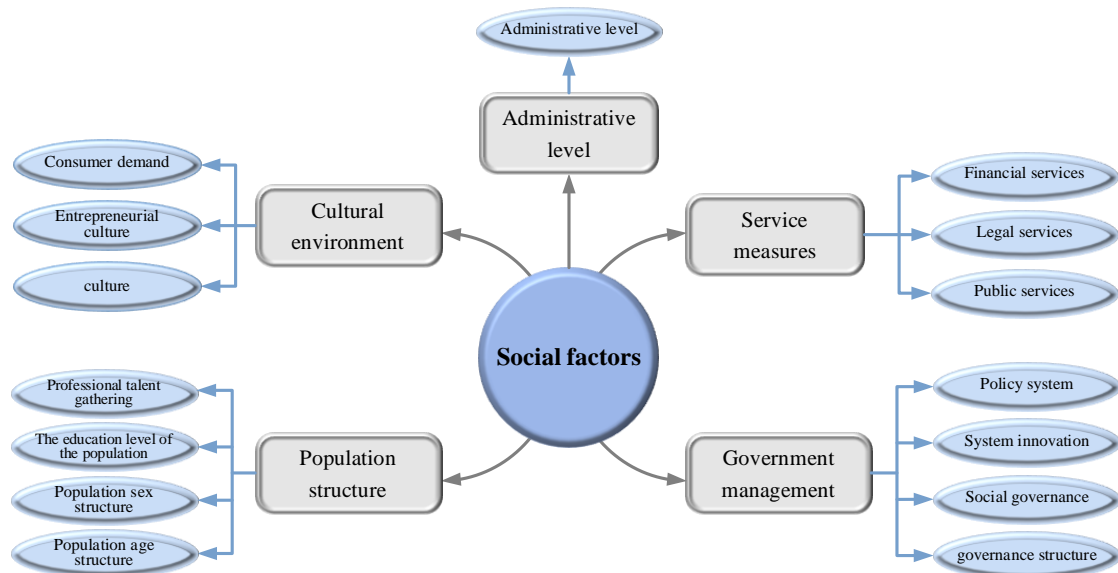 Administrative level
Administrative
level
Consumer demand
Entrepreneurial
culture
culture
Cultural
environment
Service
measures
Financial services
Legal services
Public services
Social factors
Professional talent
gathering
The education level of
the population
Population sex
structure
Population age
structure
Population
structure
Government
management
Policy system
System innovation
Social governance
governance structure